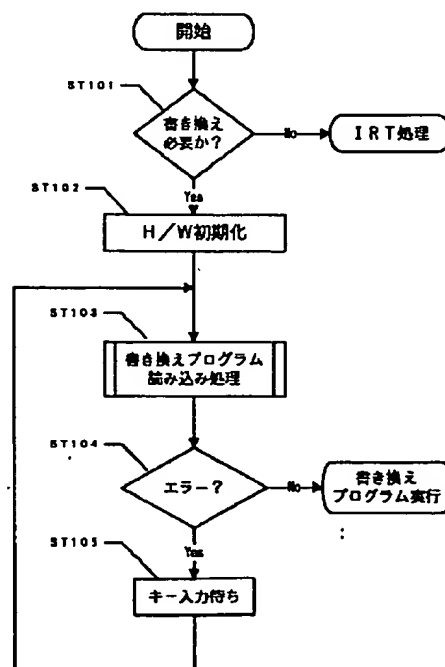 開始
ST101
書き換え
必要か?
No
IRT処理
Yes
ST102
H/W初期化
ST103
書き換えプログラム
読み込み処理
ST104
エラー?
No
書き換え
プログラム実行
Yes
ST105
キー入力待ち